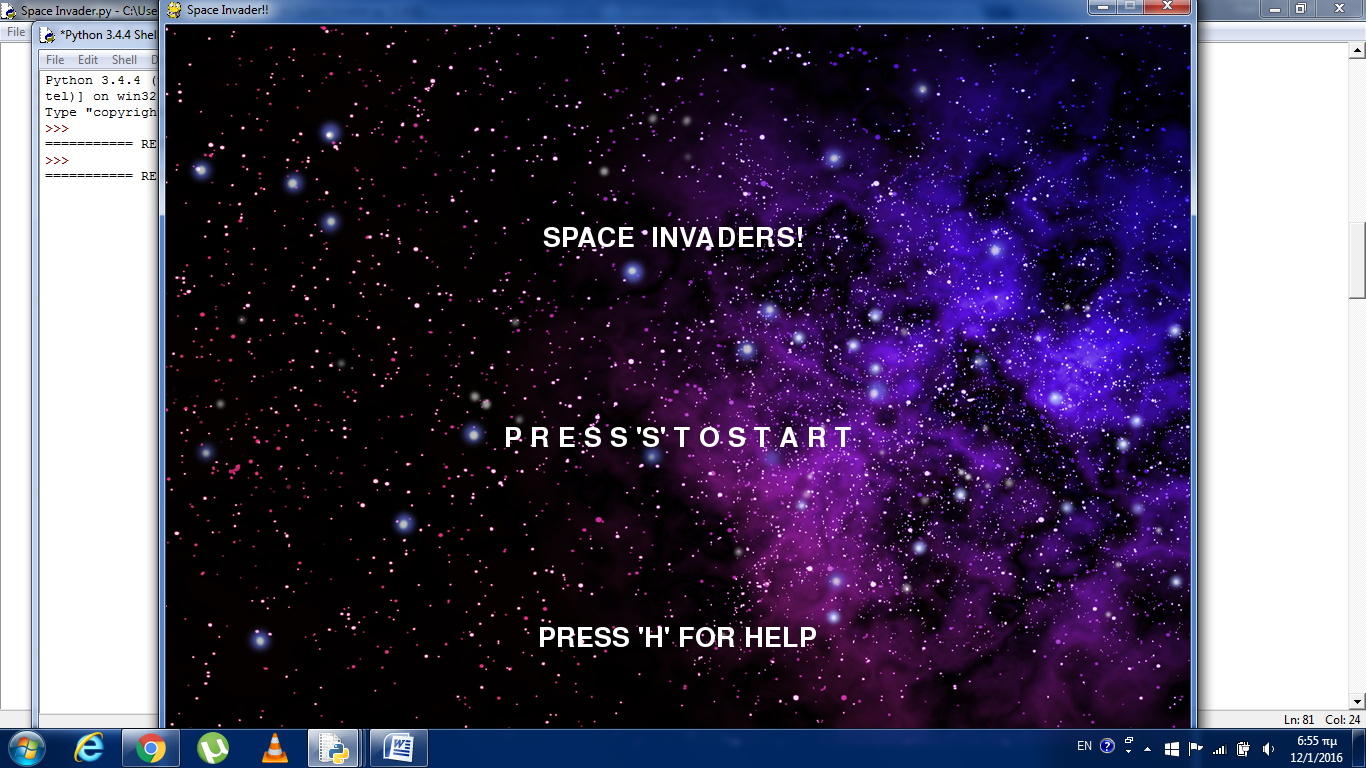 Space Invader.py - C:\Use
Space Invader!!
File
*Python 3.4.4 Shel
File Edit Shell D
Python 3.4.4 (
tel)] on win32
Type "copyrigh
>>>
=========== RE
>>>
=========== RE
SPACE INVADERS!
P R E S S 'S' T O S T A R T
PRESS 'H' FOR HELP
Ln: 81 Col: 24
EN
6:55 πμ
12/1/2016